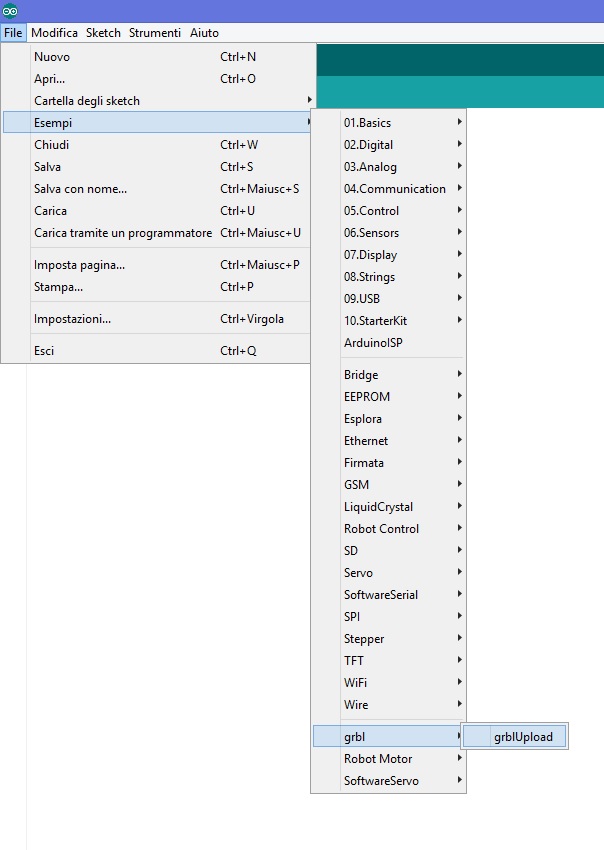 File Modifica Sketch Strumenti Aiuto
Nuovo Ctrl+N
Apri... Ctrl+O
Cartella degli sketch
Esempi
Chiudi Ctrl+W
Salva Ctrl+S
Salva con nome... Ctrl+Maiusc+S
Carica Ctrl+U
Carica tramite un programmatore Ctrl+Maiusc+U
Imposta pagina... Ctrl+Maiusc+P
Stampa... Ctrl+P
Impostazioni... Ctrl+Virgola
Esci Ctrl+Q
01.Basics
02.Digital
03.Analog
04.Communication
05.Control
06.Sensors
07.Display
08.Strings
09.USB
10.StarterKit
ArduinoISP
Bridge
EEPROM
Esplora
Ethernet
Firmata
GSM
LiquidCrystal
Robot Control
SD
Servo
SoftwareSerial
SPI
Stepper
TFT
WiFi
Wire
grbl
Robot Motor
SoftwareServo
grblUpload